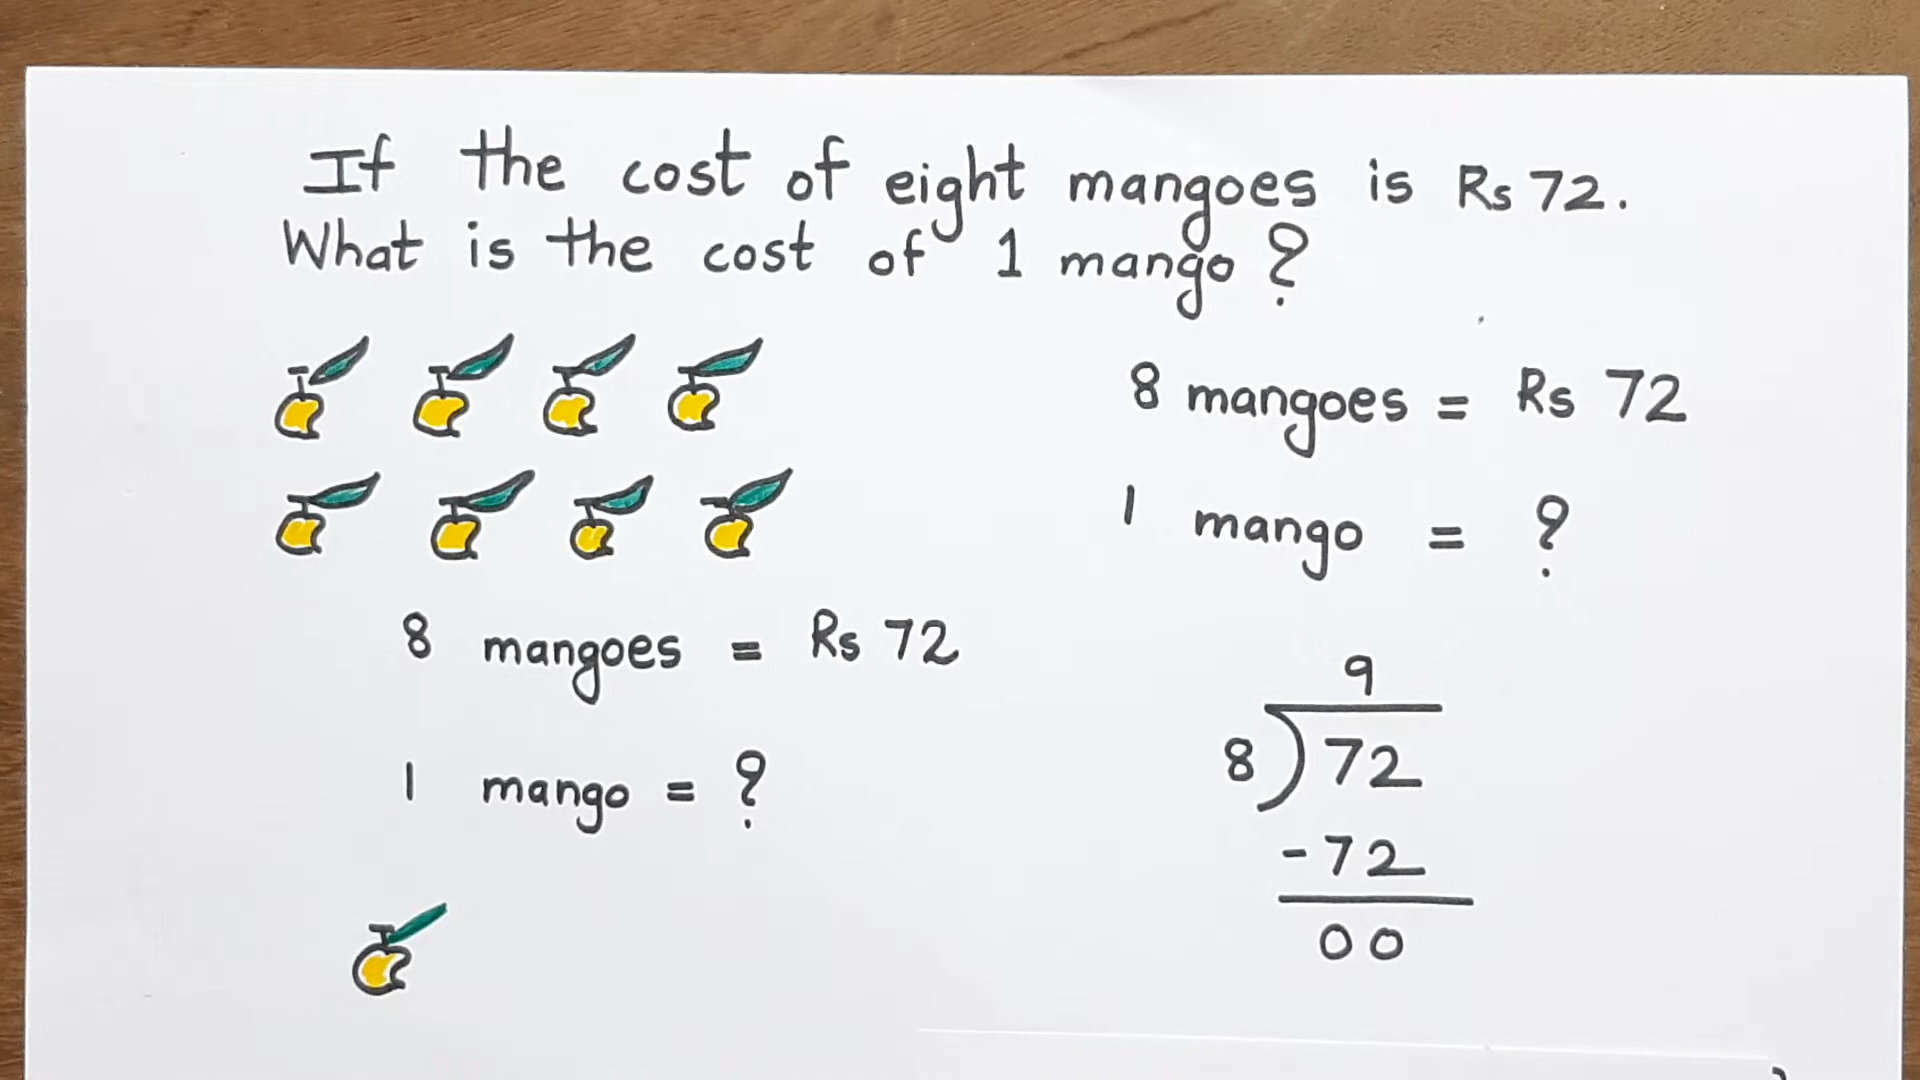 If the cost of eight mangoes is Rs 72.
What is the cost of 1 mango ?
8 mangoes = Rs 72
1 mango = ?
8 mangoes = Rs 72
1 mango = ?
9
8)72
-72
00